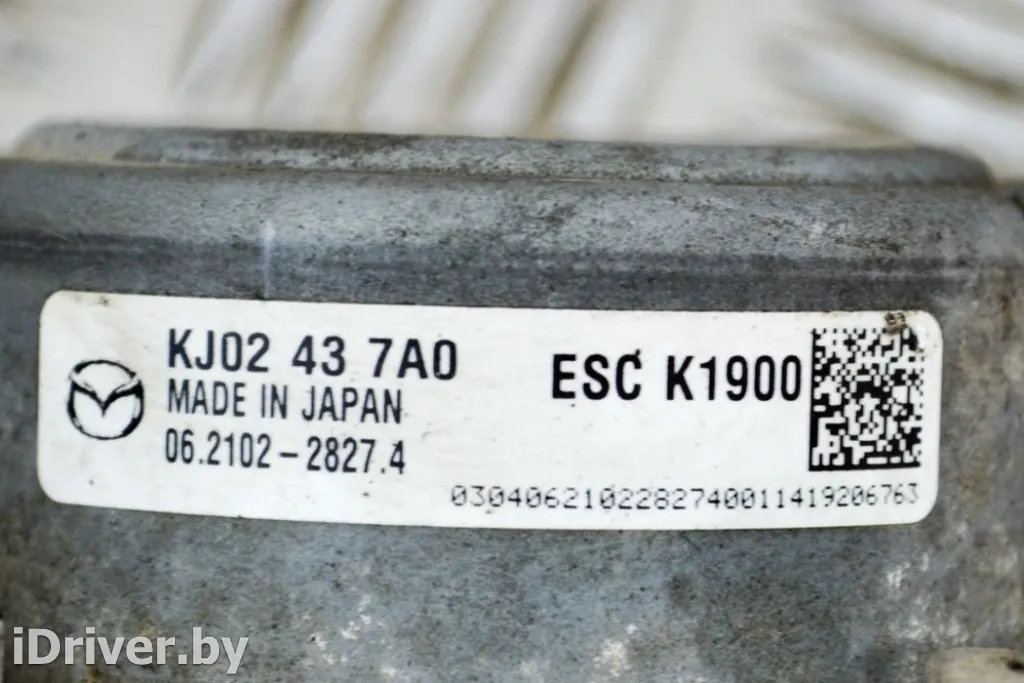 KJ02 43 7A0
MADE IN JAPAN
06.2102-2827.4
ESC K1900
0304062102282740011419206763
iDriver.by